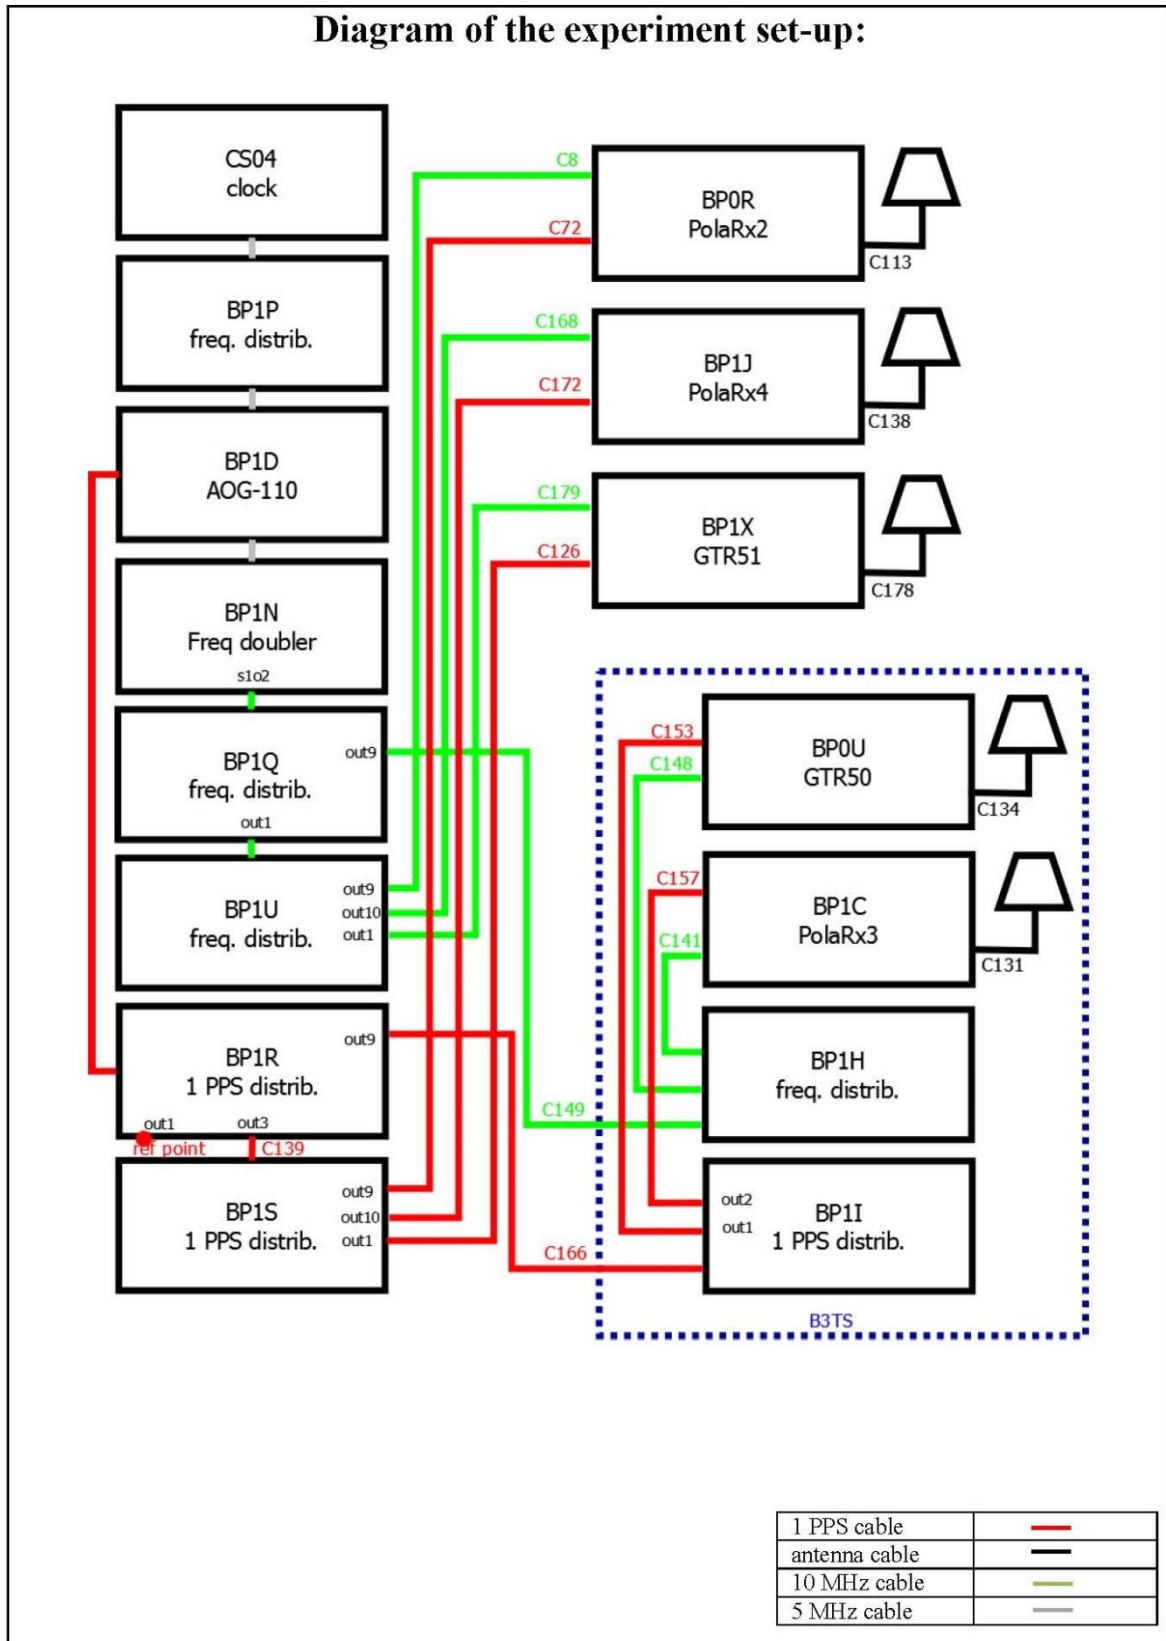 Diagram of the experiment set-up:
CS04
clock
BP1P
freq. distrib.
BP1D
AOG-110
BP1N
Freq doubler
s1o2
BP1Q
freq. distrib.
out9
out1
BP1U
freq. distrib.
out9
out10
out1
BP1R
1 PPS distrib.
out9
out1
out3
ref point
C139
BP1S
1 PPS distrib.
out9
out10
out1
C8
C72
BP0R
PolaRx2
C113
C168
C172
BP1J
PolaRx4
C138
C179
C126
BP1X
GTR51
C178
C153
C148
BP0U
GTR50
C134
C157
C141
BP1C
PolaRx3
C131
BP1H
freq. distrib.
C149
out2
out1
BP1I
1 PPS distrib.
C166
B3TS
1 PPS cable
antenna cable
10 MHz cable
5 MHz cable